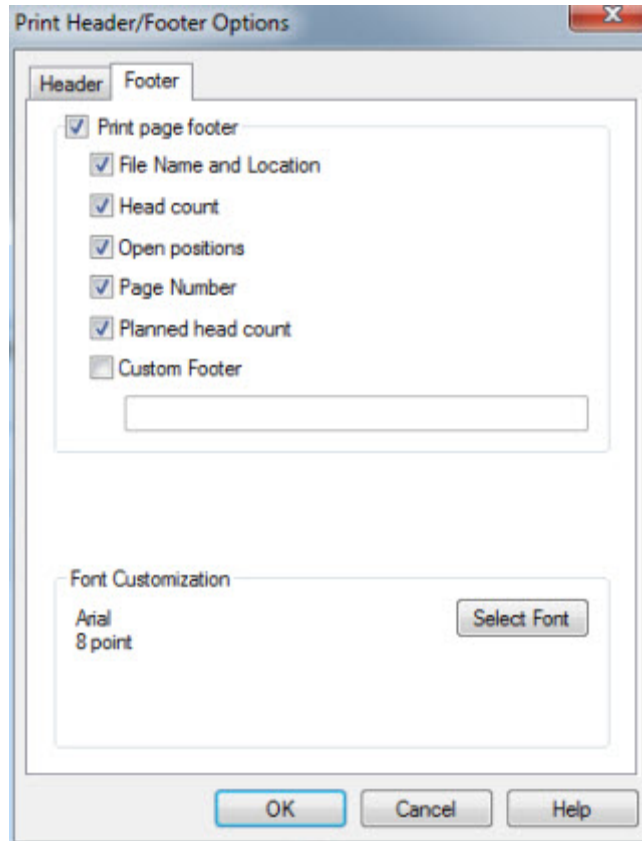 Print Header/Footer Options
Header Footer
Print page footer
File Name and Location
Head count
Open positions
Page Number
Planned head count
Custom Footer
Font Customization
Arial
8 point
Select Font
OK Cancel Help